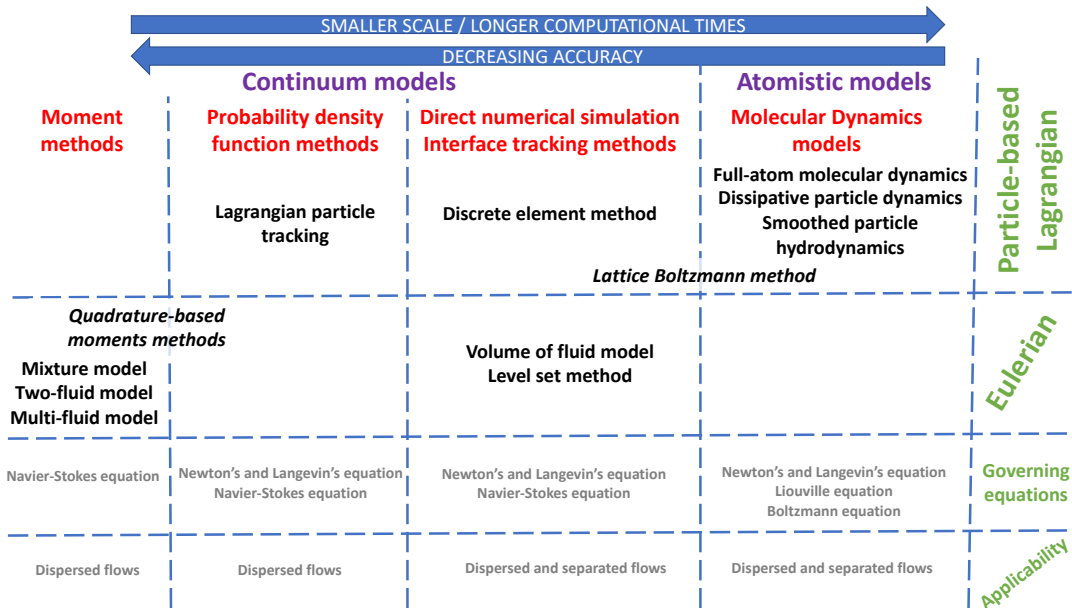 SMALLER SCALE / LONGER COMPUTATIONAL TIMES
DECREASING ACCURACY
Continuum models
Atomistic models
Moment
methods
Probability density
function methods
Direct numerical simulation
Interface tracking methods
Molecular Dynamics
models
Particle-based
Lagrangian
Lagrangian particle
tracking
Discrete element method
Full-atom molecular dynamics
Dissipative particle dynamics
Smoothed particle
hydrodynamics
Lattice Boltzmann method
Quadrature-based
moments methods
Mixture model
Two-fluid model
Multi-fluid model
Volume of fluid model
Level set method
Eulerian
Navier-Stokes equation
Newton's and Langevin's equation
Navier-Stokes equation
Newton's and Langevin's equation
Navier-Stokes equation
Newton's and Langevin's equation
Liouville equation
Boltzmann equation
Governing
equations
Dispersed flows
Dispersed flows
Dispersed and separated flows
Dispersed and separated flows
Applicability